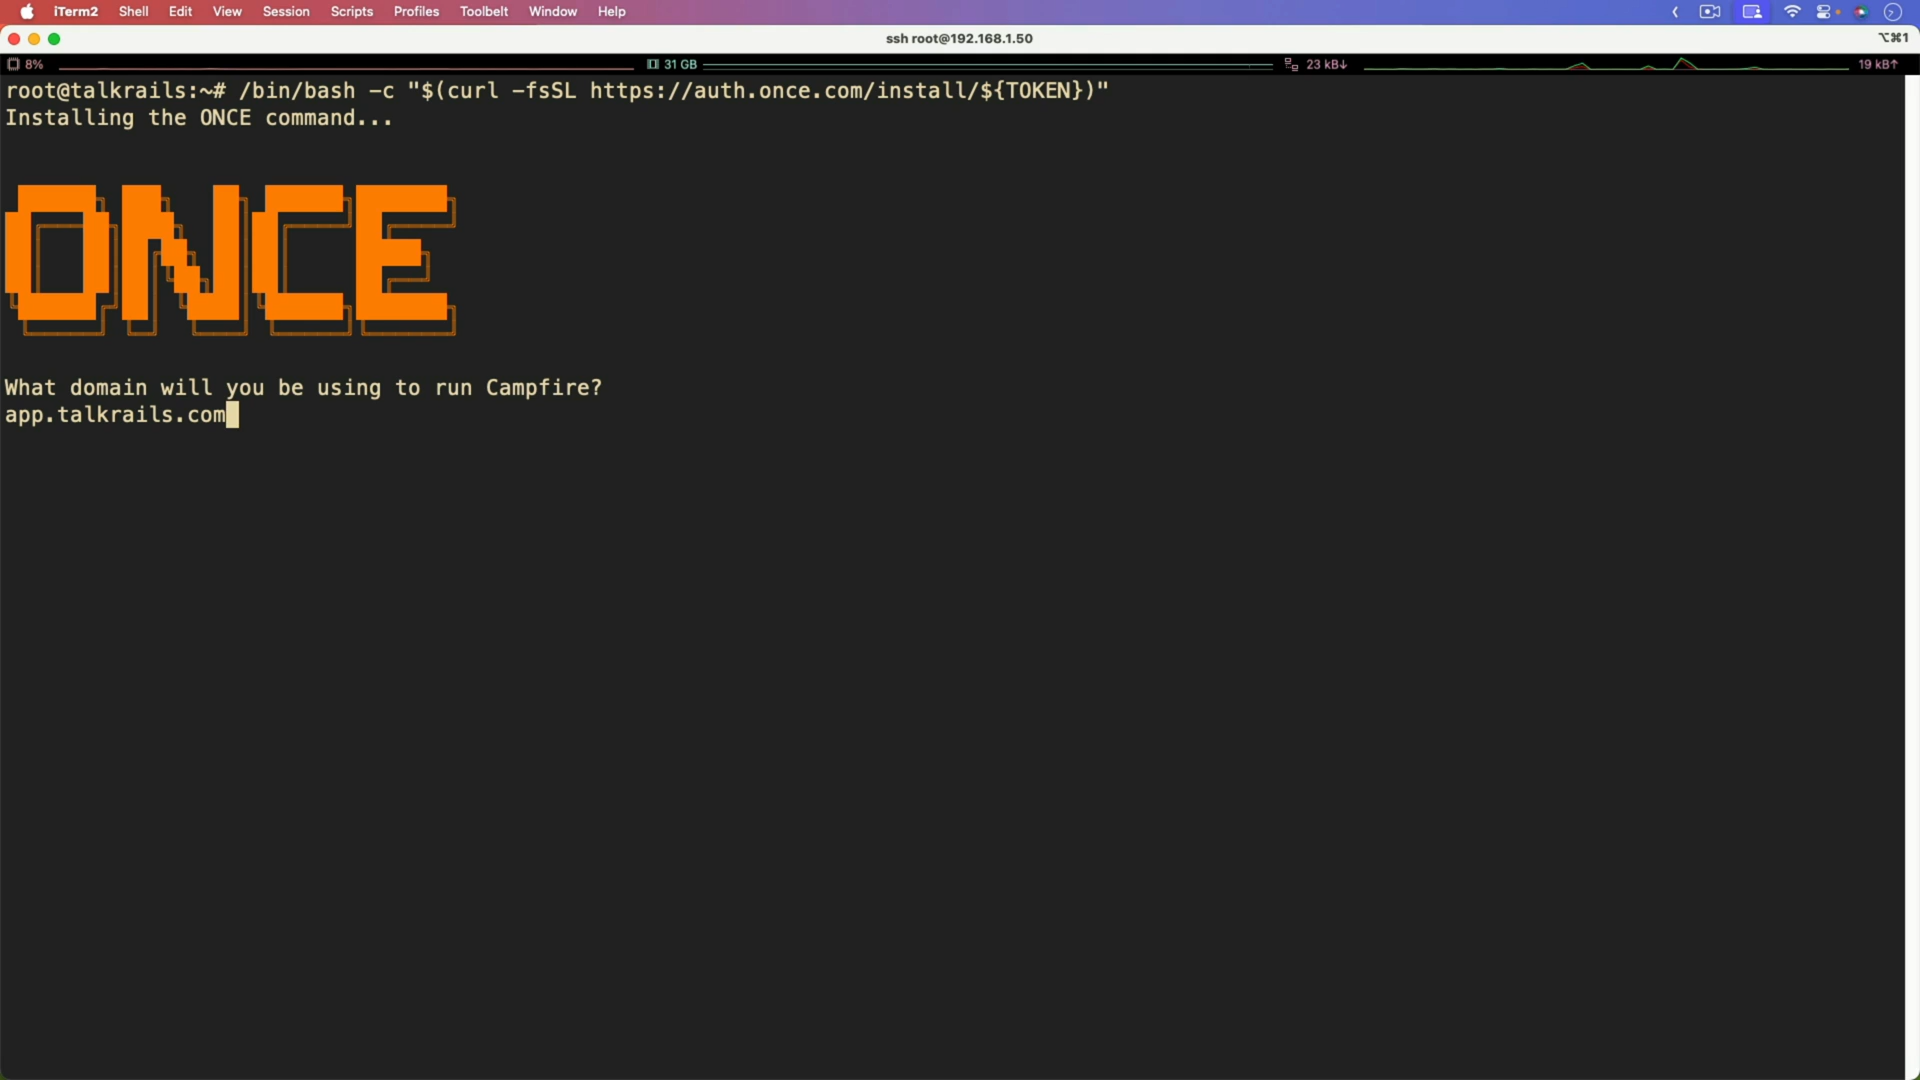 iTerm2 Shell Edit View Session Scripts Profiles Toolbelt Window Help
ssh root@192.168.1.50 ⌥⌘1
8% 31 GB 23 kB↓ 19 kB↑
root@talkrails:~# /bin/bash -c "$(curl -fsSL https://auth.once.com/install/${TOKEN})"
Installing the ONCE command...
ONCE
What domain will you be using to run Campfire?
app.talkrails.com